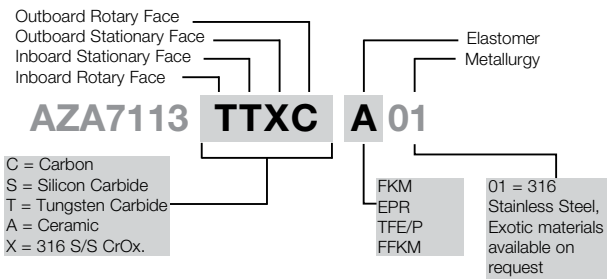 Outboard Rotary Face
Outboard Stationary Face
Inboard Stationary Face
Inboard Rotary Face
Elastomer
Metallurgy
AZA7113 TTXC A 01
C = Carbon
S = Silicon Carbide
T = Tungsten Carbide
A = Ceramic
X = 316 S/S CrOx.
FKM
EPR
TFE/P
FFKM
01 = 316
Stainless Steel,
Exotic materials
available on
request